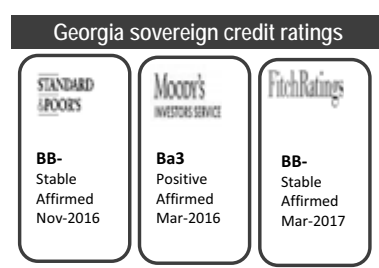 Georgia sovereign credit ratings
STANDARD
&POOR'S
BB-
Stable
Affirmed
Nov-2016
Moody's
INVESTORS SERVICE
Ba3
Positive
Affirmed
Mar-2016
FitchRatings
BB-
Stable
Affirmed
Mar-2017